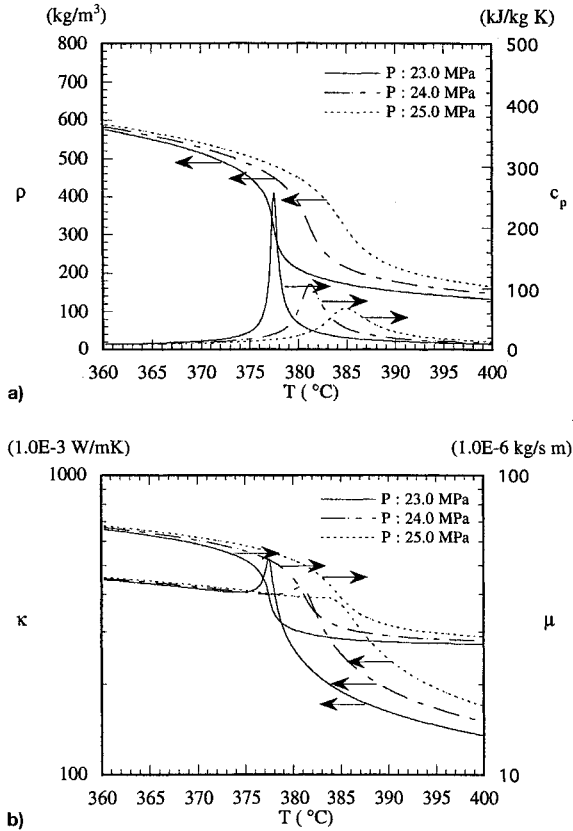 (kg/m³) (kJ/kg K)
800 500
P : 23.0 MPa
700
P : 24.0 MPa
400
600
P : 25.0 MPa
500
300
ρ 400 c_p
200
300
200
100
100
0 0
360 365 370 375 380 385 390 395 400
a) T ( °C)
(1.0E-3 W/mK) (1.0E-6 kg/s m)
1000 100
P : 23.0 MPa
P : 24.0 MPa
P : 25.0 MPa
κ μ
100 10
360 365 370 375 380 385 390 395 400
b) T ( °C)